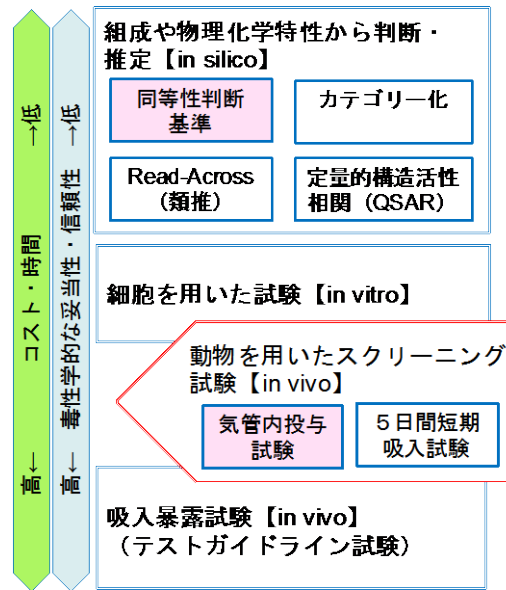 組成や物理化学特性から判断・
推定【in silico】
同等性判断
基準
カテゴリー化
Read-Across
（類推）
定量的構造活性
相関（QSAR）
細胞を用いた試験【in vitro】
動物を用いたスクリーニング
試験【in vivo】
気管内投与
試験
５日間短期
吸入試験
吸入暴露試験【in vivo】
（テストガイドライン試験）
高← コスト・時間 →低
高← 毒性学的な妥当性・信頼性 →低